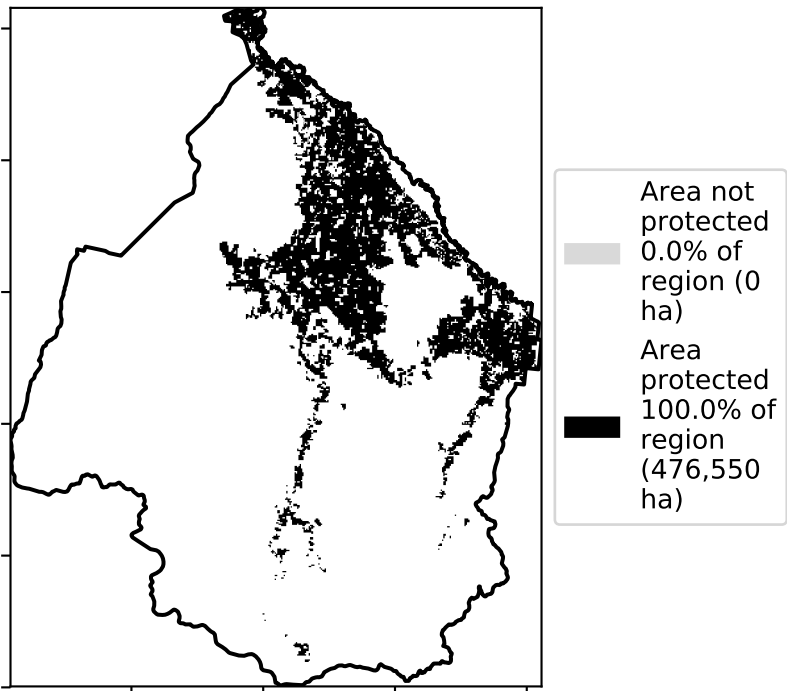 Area not
protected
0.0% of
region (0
ha)
Area
protected
100.0% of
region
(476,550
ha)